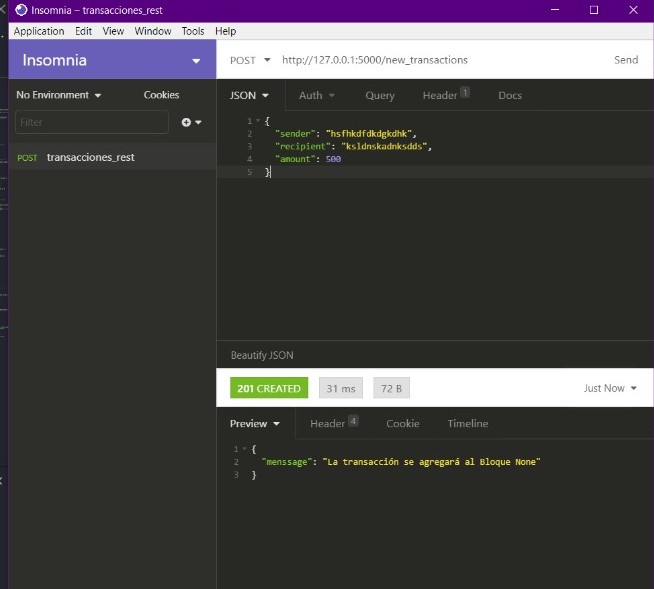 Insomnia – transacciones_rest
Application Edit View Window Tools Help
Insomnia
POST http://127.0.0.1:5000/new_transactions Send
No Environment Cookies
JSON Auth Query Header 1 Docs
Filter
POST transacciones_rest
1 {
2 "sender": "hsfhkdfdkdgkdhk",
3 "recipient": "ksldnskadnksdds",
4 "amount": 500
5 }
Beautify JSON
201 CREATED 31 ms 72 B Just Now
Preview Header 4 Cookie Timeline
1 {
2 "menssage": "La transacción se agregará al Bloque None"
3 }